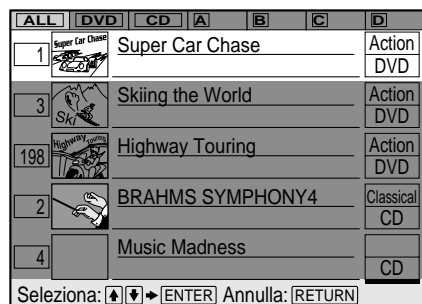 ALL DVD CD A B C D
1 Super Car Chase Super Car Chase Action
DVD
3 Ski Skiing the World Action
DVD
198 Highway Touring Highway Touring Action
DVD
2 BRAHMS SYMPHONY4 Classical
CD
4 Music Madness
CD
Seleziona: ENTER Annulla: RETURN